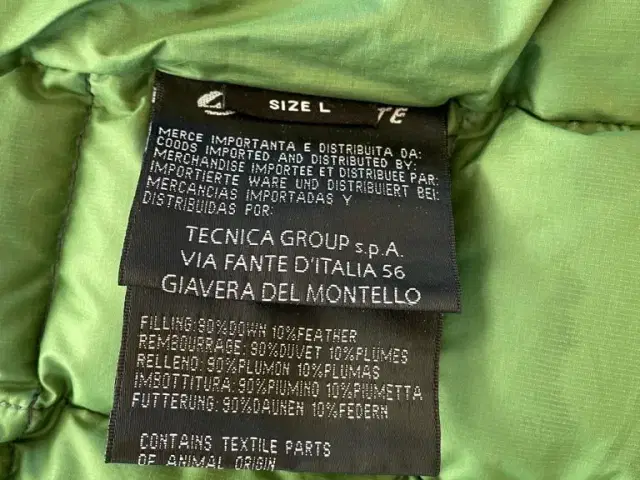 SIZE L TE
MERCE IMPORTANTA E DISTRIBUITA DA:
GOODS IMPORTED AND DISTRIBUTED BY:
MERCHANDISE IMPORTEE ET DISTRIBUEE PAR:
IMPORTIERTE WARE UND DISTRIBUIERT BEI:
MERCANCIAS IMPORTADAS Y
DISTRIBUIDAS POR:
TECNICA GROUP s.p.A.
VIA FANTE D'ITALIA 56
GIAVERA DEL MONTELLO
FILLING: 90%DOWN 10%FEATHER
REMBOURRAGE: 90%DUVET 10%PLUMES
RELLENO: 90%PLUMON 10%PLUMAS
IMBOTTITURA: 90%PIUMINO 10%PIUMETTA
FUTTERUNG: 90%DAUNEN 10%FEDERN
CONTAINS TEXTILE PARTS
OF ANIMAL ORIGIN